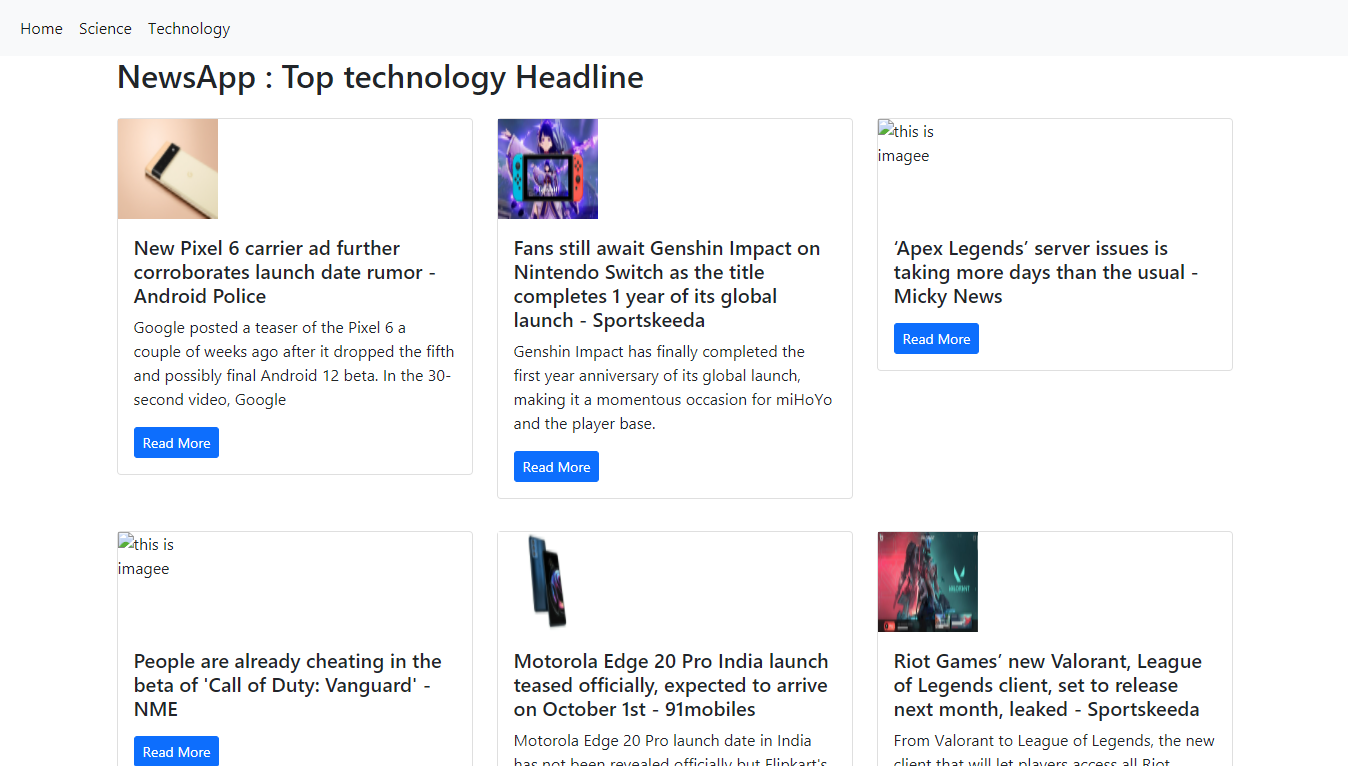 Home Science Technology
NewsApp : Top technology Headline
New Pixel 6 carrier ad further
corroborates launch date rumor -
Android Police
Google posted a teaser of the Pixel 6 a
couple of weeks ago after it dropped the fifth
and possibly final Android 12 beta. In the 30-
second video, Google
Read More
Fans still await Genshin Impact on
Nintendo Switch as the title
completes 1 year of its global
launch - Sportskeeda
Genshin Impact has finally completed the
first year anniversary of its global launch,
making it a momentous occasion for miHoYo
and the player base.
Read More
this is
imagee
‘Apex Legends’ server issues is
taking more days than the usual -
Micky News
Read More
this is
imagee
People are already cheating in the
beta of 'Call of Duty: Vanguard' -
NME
Read More
Motorola Edge 20 Pro India launch
teased officially, expected to arrive
on October 1st - 91mobiles
Motorola Edge 20 Pro launch date in India
has not been revealed officially but Flipkart's
Riot Games’ new Valorant, League
of Legends client, set to release
next month, leaked - Sportskeeda
From Valorant to League of Legends, the new
client that will let players access all Riot